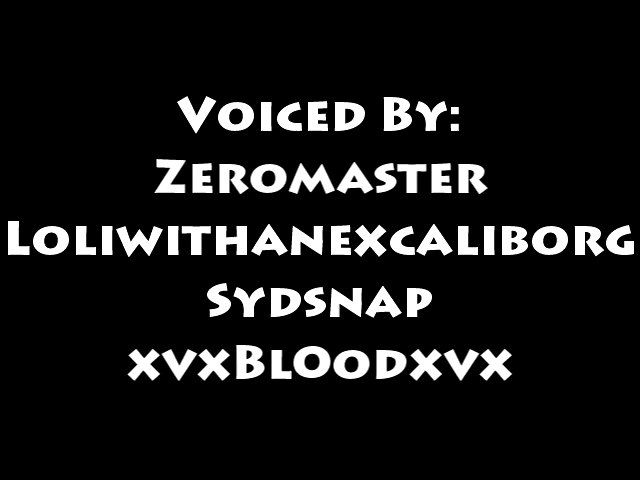 Voiced By:
Zeromaster
Loliwithanexcaliborg
Sydsnap
xvxBlOodxvx